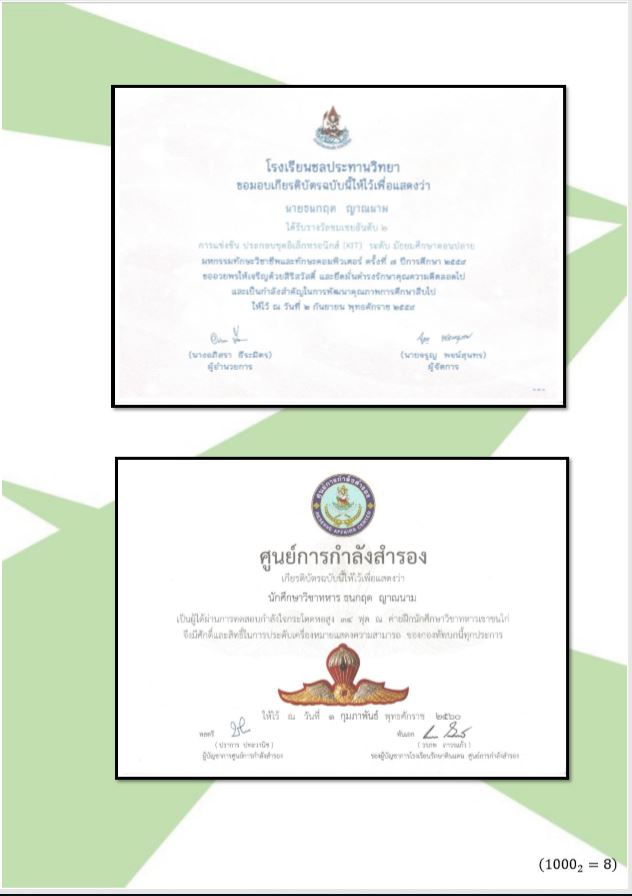 โรงเรียนชลประทานวิทยา
ขอมอบเกียรติบัตรฉบับนี้ให้ไว้เพื่อแสดงว่า
นายธนกฤต ญาณนาม
ได้รับรางวัลชมเชยอันดับ ๒
การแข่งขัน ประกอบชุดอิเล็กทรอนิกส์ (KIT) ระดับ มัธยมศึกษาตอนปลาย
มหกรรมทักษะวิชาชีพและทักษะคอมพิวเตอร์ ครั้งที่ ๗ ปีการศึกษา ๒๕๕๙
ขออวยพรให้เจริญด้วยสิริสวัสดิ์ และยึดมั่นดำรงรักษาคุณความดีตลอดไป
และเป็นกำลังสำคัญในการพัฒนาคุณภาพการศึกษาสืบไป
ให้ไว้ ณ วันที่ ๒ กันยายน พุทธศักราช ๒๕๕๙
(นางอภิสรา ธีระมิตร)
ผู้อำนวยการ
(นายจรูญ พจน์สุนทร)
ผู้จัดการ
ศูนย์การกำลังสำรอง
RESERVE AFFAIRS CENTER
ศูนย์การกำลังสำรอง
เกียรติบัตรฉบับนี้ให้ไว้เพื่อแสดงว่า
นักศึกษาวิชาทหาร ธนกฤต ญาณนาม
เป็นผู้ได้ผ่านการทดสอบกำลังใจกระโดดหอสูง ๓๔ ฟุต ณ ค่ายฝึกนักศึกษาวิชาทหารเขาชนไก่
จึงมีศักดิ์และสิทธิ์ในการประดับเครื่องหมายแสดงความสามารถ ของกองทัพบกนี้ทุกประการ
ให้ไว้ ณ วันที่ ๑ กุมภาพันธ์ พุทธศักราช ๒๕๖๐
พลตรี
ผู้บัญชาการศูนย์การกำลังสำรอง
พันเอก
รองผู้บัญชาการโรงเรียนรักษาดินแดน ศูนย์การกำลังสำรอง
(1000₂ = 8)